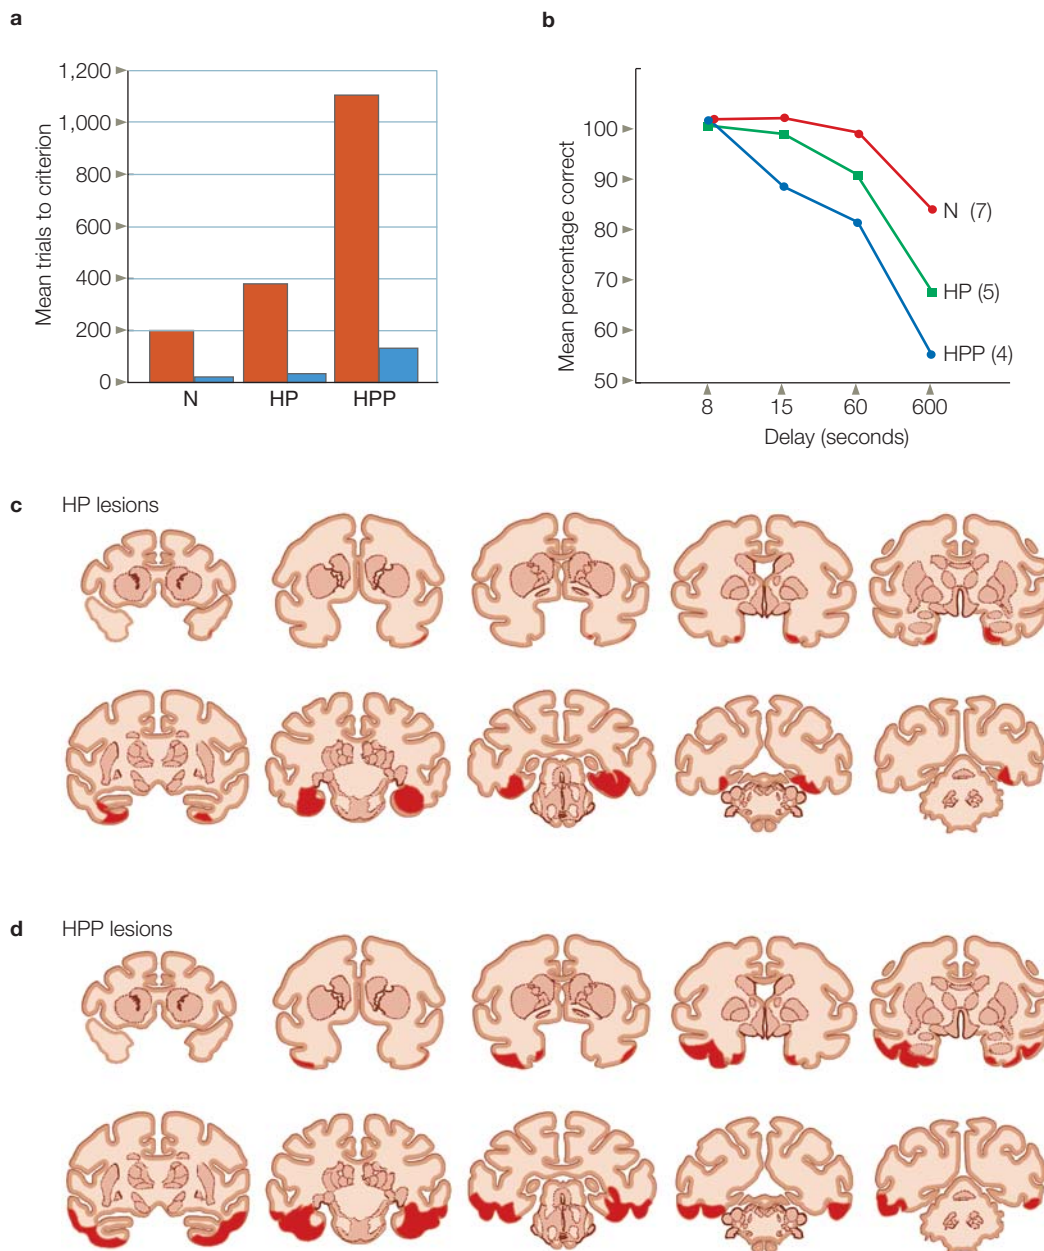 a
Mean trials to criterion
1,200
1,000
800
600
400
200
0
N HP HPP
b
Mean percentage correct
100
90
80
70
60
50
N (7)
HP (5)
HPP (4)
8 15 60 600
Delay (seconds)
c HP lesions
d HPP lesions